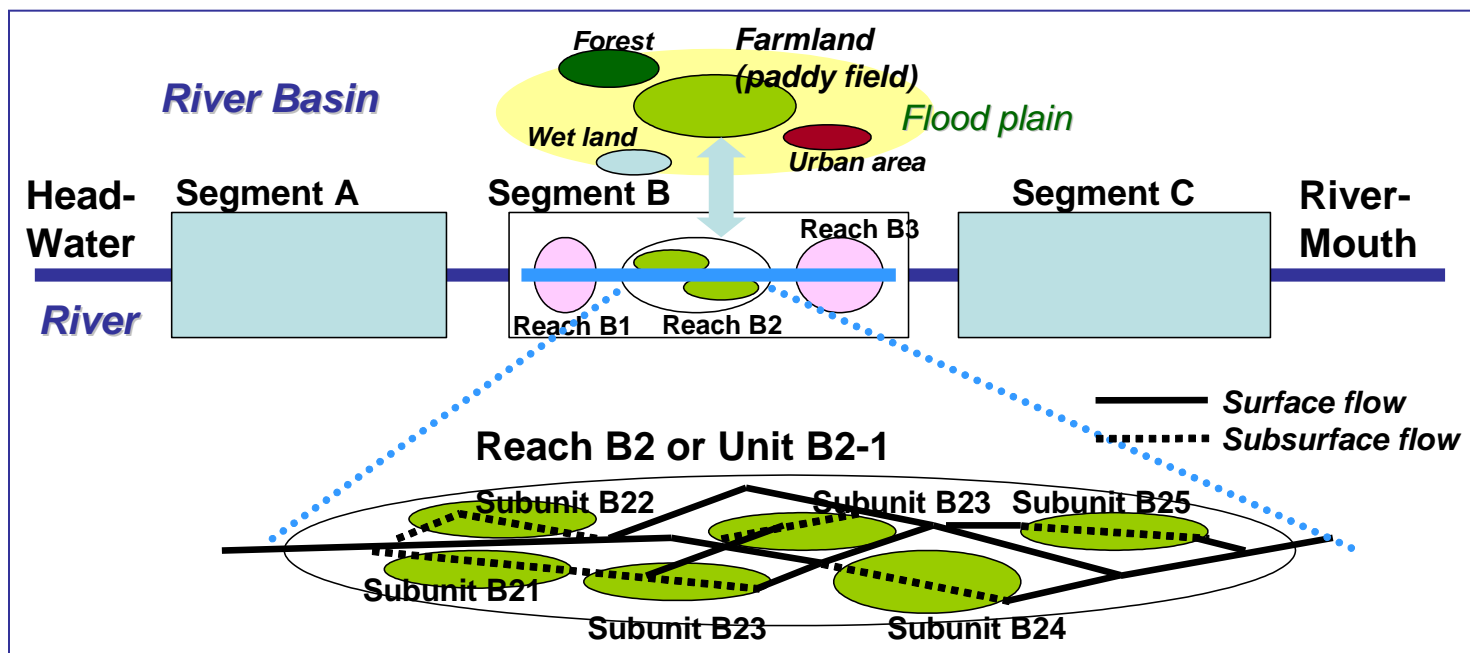 Forest
Farmland
(paddy field)
River Basin
Flood plain
Wet land
Urban area
Head-
Water
Segment A
Segment B
Segment C
River-
Mouth
Reach B3
River
Reach B1
Reach B2
Surface flow
Subsurface flow
Reach B2 or Unit B2-1
Subunit B22
Subunit B23
Subunit B25
Subunit B21
Subunit B23
Subunit B24